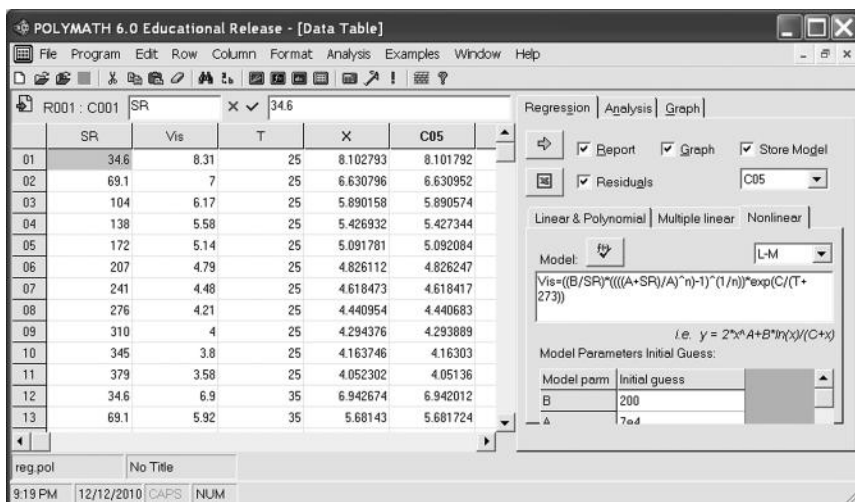 POLYMATH 6.0 Educational Release - [Data Table]
File Program Edit Row Column Format Analysis Examples Window Help
R001 : C001 SR 34.6
SR Vis T X C05
01 34.6 8.31 25 8.102793 8.101792
02 69.1 7 25 6.630796 6.630952
03 104 6.17 25 5.890158 5.890574
04 138 5.58 25 5.426932 5.427344
05 172 5.14 25 5.091781 5.092084
06 207 4.79 25 4.826112 4.826247
07 241 4.48 25 4.618473 4.618417
08 276 4.21 25 4.440954 4.440683
09 310 4 25 4.294376 4.293889
10 345 3.8 25 4.163746 4.16303
11 379 3.58 25 4.052302 4.05136
12 34.6 6.9 35 6.942674 6.942012
13 69.1 5.92 35 5.68143 5.681724
Regression Analysis Graph
Report Graph Store Model
Residuals C05
Linear & Polynomial Multiple linear Nonlinear
Model: L-M
Vis=((B/SR)*((((A+SR)/A)^n)-1)^(1/n))*exp(C/(T+
273))
i.e. y = 2*x^A+B*ln(x)/(C+x)
Model Parameters Initial Guess:
Model parm Initial guess
B 200
A 7e4
reg.pol No Title
9:19 PM 12/12/2010 CAPS NUM